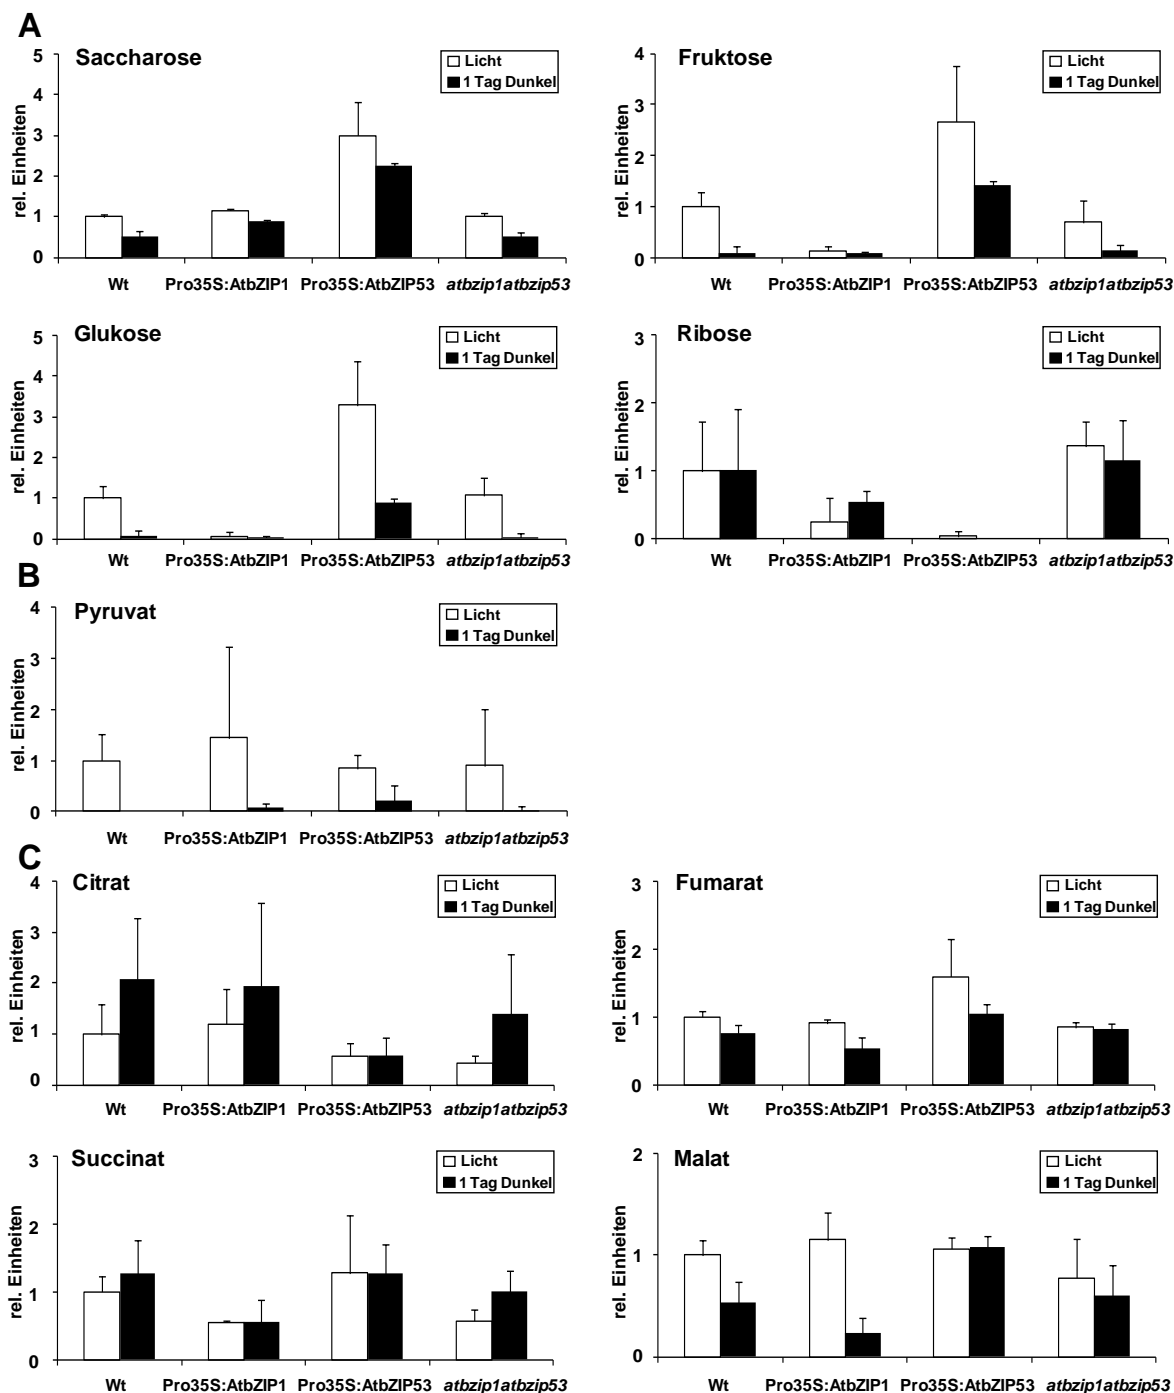 A
Saccharose
Licht
1 Tag Dunkel
rel. Einheiten
5
4
3
2
1
0
Wt
Pro35S:AtbZIP1
Pro35S:AtbZIP53
atbzip1atbzip53
Fruktose
Licht
1 Tag Dunkel
rel. Einheiten
4
3
2
1
0
Wt
Pro35S:AtbZIP1
Pro35S:AtbZIP53
atbzip1atbzip53
Glukose
Licht
1 Tag Dunkel
rel. Einheiten
5
4
3
2
1
0
Wt
Pro35S:AtbZIP1
Pro35S:AtbZIP53
atbzip1atbzip53
Ribose
Licht
1 Tag Dunkel
rel. Einheiten
3
2
1
0
Wt
Pro35S:AtbZIP1
Pro35S:AtbZIP53
atbzip1atbzip53
B
Pyruvat
Licht
1 Tag Dunkel
rel. Einheiten
4
3
2
1
0
Wt
Pro35S:AtbZIP1
Pro35S:AtbZIP53
atbzip1atbzip53
C
Citrat
Licht
1 Tag Dunkel
rel. Einheiten
4
3
2
1
0
Wt
Pro35S:AtbZIP1
Pro35S:AtbZIP53
atbzip1atbzip53
Fumarat
Licht
1 Tag Dunkel
rel. Einheiten
3
2
1
0
Wt
Pro35S:AtbZIP1
Pro35S:AtbZIP53
atbzip1atbzip53
Succinat
Licht
1 Tag Dunkel
rel. Einheiten
3
2
1
0
Wt
Pro35S:AtbZIP1
Pro35S:AtbZIP53
atbzip1atbzip53
Malat
Licht
1 Tag Dunkel
rel. Einheiten
2
1
0
Wt
Pro35S:AtbZIP1
Pro35S:AtbZIP53
atbzip1atbzip53